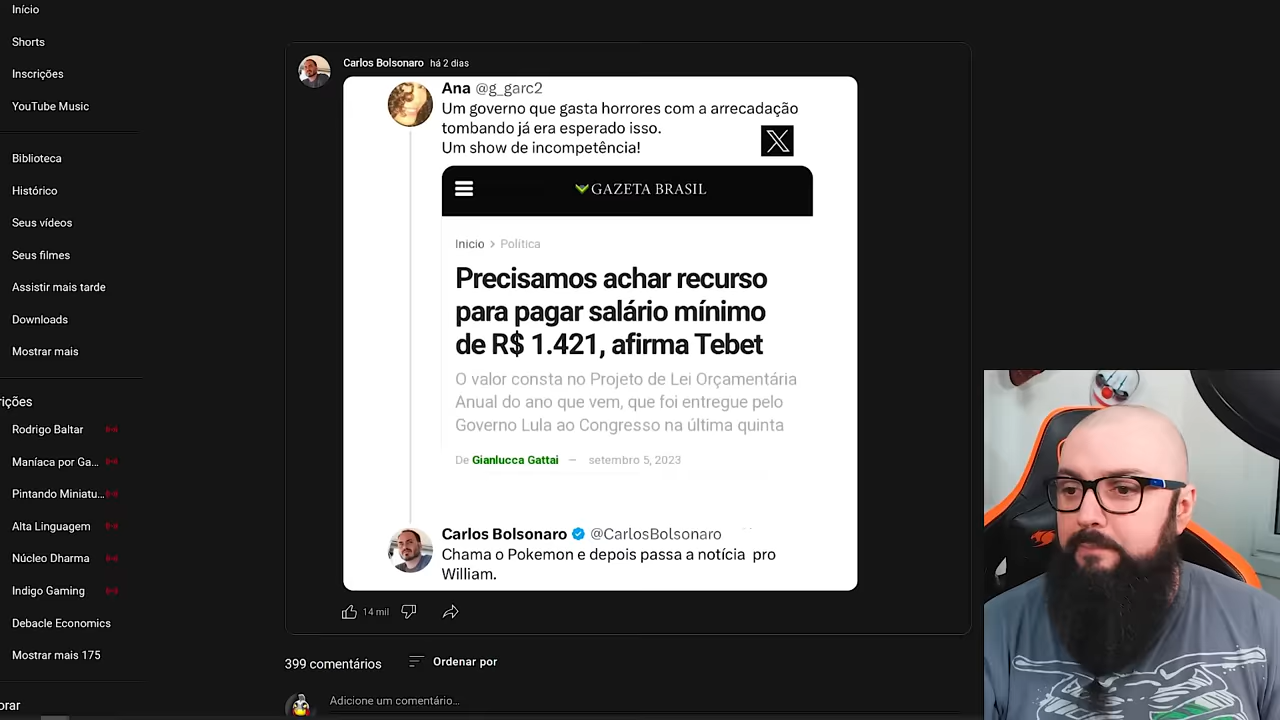 Início
Shorts
Inscrições
YouTube Music
Biblioteca
Histórico
Seus vídeos
Seus filmes
Assistir mais tarde
Downloads
Mostrar mais
rições
Rodrigo Baltar
Maníaca por Ga...
Pintando Miniatu...
Alta Linguagem
Núcleo Dharma
Indigo Gaming
Debacle Economics
Mostrar mais 175
orar
Carlos Bolsonaro há 2 dias
Ana @g_garc2
Um governo que gasta horrores com a arrecadação
tombando já era esperado isso.
Um show de incompetência!
GAZETA BRASIL
Inicio > Política
Precisamos achar recurso
para pagar salário mínimo
de R$ 1.421, afirma Tebet
O valor consta no Projeto de Lei Orçamentária
Anual do ano que vem, que foi entregue pelo
Governo Lula ao Congresso na última quinta
De Gianlucca Gattai — setembro 5, 2023
Carlos Bolsonaro @CarlosBolsonaro
Chama o Pokemon e depois passa a notícia pro
William.
14 mil
399 comentários
Ordenar por
Adicione um comentário...